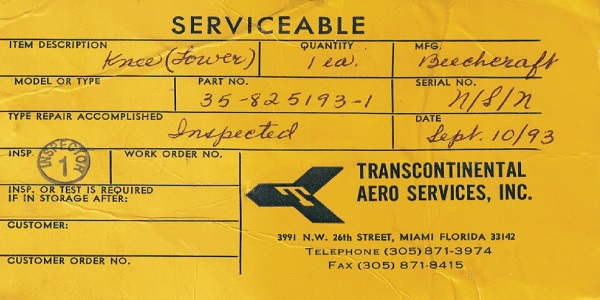 SERVICEABLE
ITEM DESCRIPTION QUANTITY MFG.
Knee (Lower) 1 ea. Beechcraft
MODEL OR TYPE PART NO. SERIAL NO.
35-825193-1 N/S/N
TYPE REPAIR ACCOMPLISHED DATE
Inspected Sept. 10/93
INSP. INSPECTOR 1 WORK ORDER NO.
INSP. OR TEST IS REQUIRED
IF IN STORAGE AFTER:
CUSTOMER:
CUSTOMER ORDER NO.
T
TRANSCONTINENTAL
AERO SERVICES, INC.
3991 N.W. 26th STREET, MIAMI FLORIDA 33142
TELEPHONE (305) 871-3974
FAX (305) 871-8415